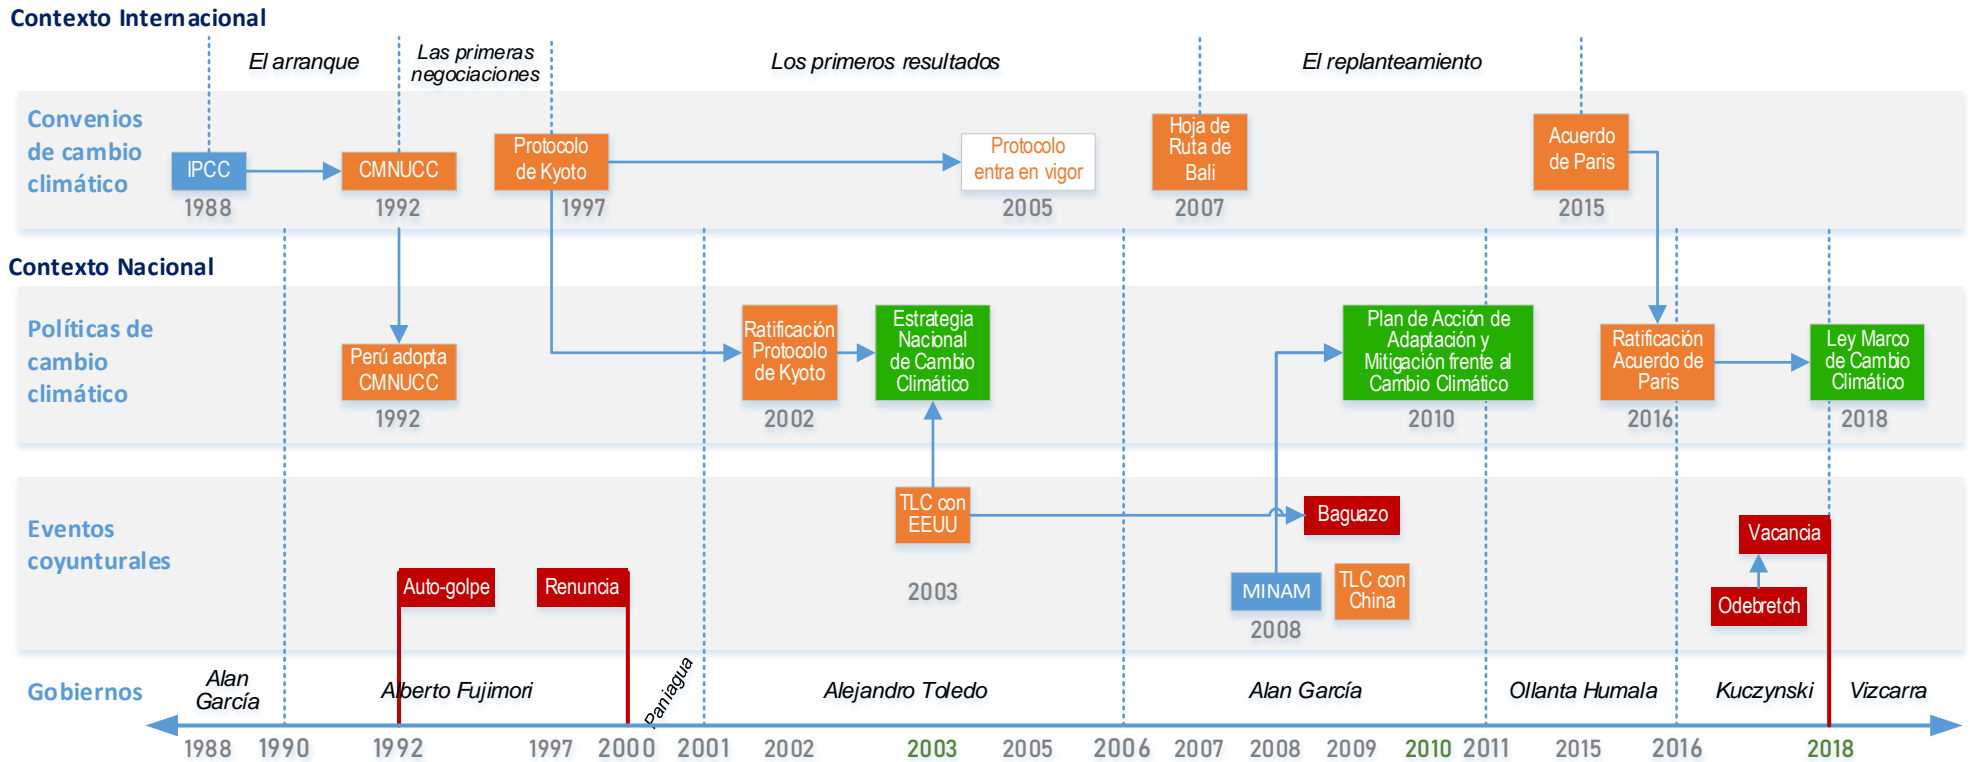 Contexto Internacional
El arranque
Las primeras
negociaciones
Los primeros resultados
El replanteamiento
Convenios
de cambio
climático
IPCC
1988
CMNUCC
1992
Protocolo
de Kyoto
1997
Protocolo
entra en vigor
2005
Hoja de
Ruta de
Bali
2007
Acuerdo
de Paris
2015
Contexto Nacional
Políticas de
cambio
climático
Perú adopta
CMNUCC
1992
Ratificación
Protocolo
de Kyoto
2002
Estrategia
Nacional
de Cambio
Climático
Plan de Acción de
Adaptación y
Mitigación frente al
Cambio Climático
2010
Ratificación
Acuerdo de
Paris
2016
Ley Marco
de Cambio
Climático
2018
Eventos
coyunturales
Auto-golpe
Renuncia
TLC con
EEUU
2003
Baguazo
MINAM
2008
TLC con
China
Vacancia
Odebretch
Gobiernos
Alan
García
Alberto Fujimori
Paniagua
Alejandro Toledo
Alan García
Ollanta Humala
Kuczynski
Vizcarra
1988 1990 1992 1997 2000 2001 2002 2003 2005 2006 2007 2008 2009 2010 2011 2015 2016 2018